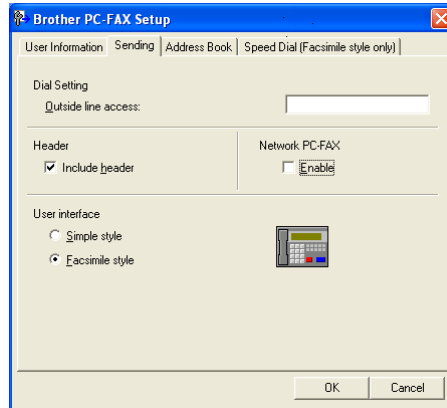 Brother PC-FAX Setup
User Information Sending Address Book Speed Dial (Facsimile style only)
Dial Setting
Outside line access:
Header Network PC-FAX
Include header Enable
User interface
Simple style
Facsimile style
OK Cancel